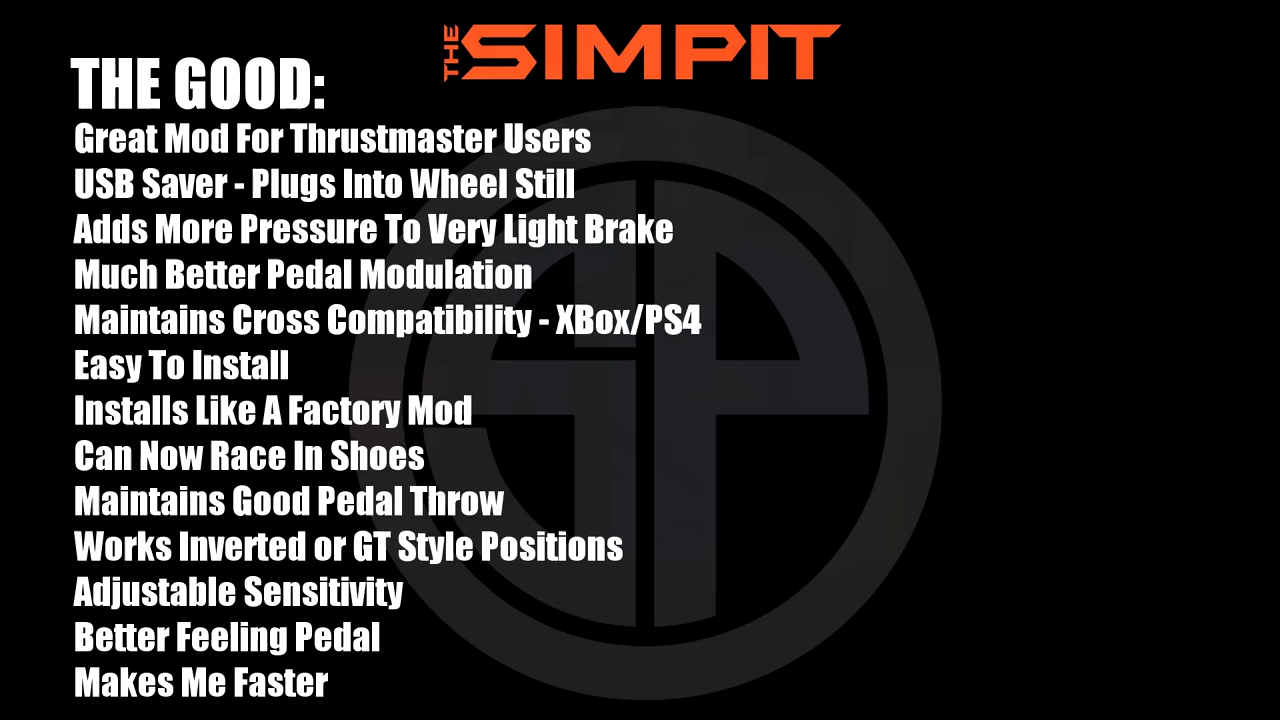 THE SIMPIT
THE GOOD:
Great Mod For Thrustmaster Users
USB Saver - Plugs Into Wheel Still
Adds More Pressure To Very Light Brake
Much Better Pedal Modulation
Maintains Cross Compatibility - XBox/PS4
Easy To Install
Installs Like A Factory Mod
Can Now Race In Shoes
Maintains Good Pedal Throw
Works Inverted or GT Style Positions
Adjustable Sensitivity
Better Feeling Pedal
Makes Me Faster